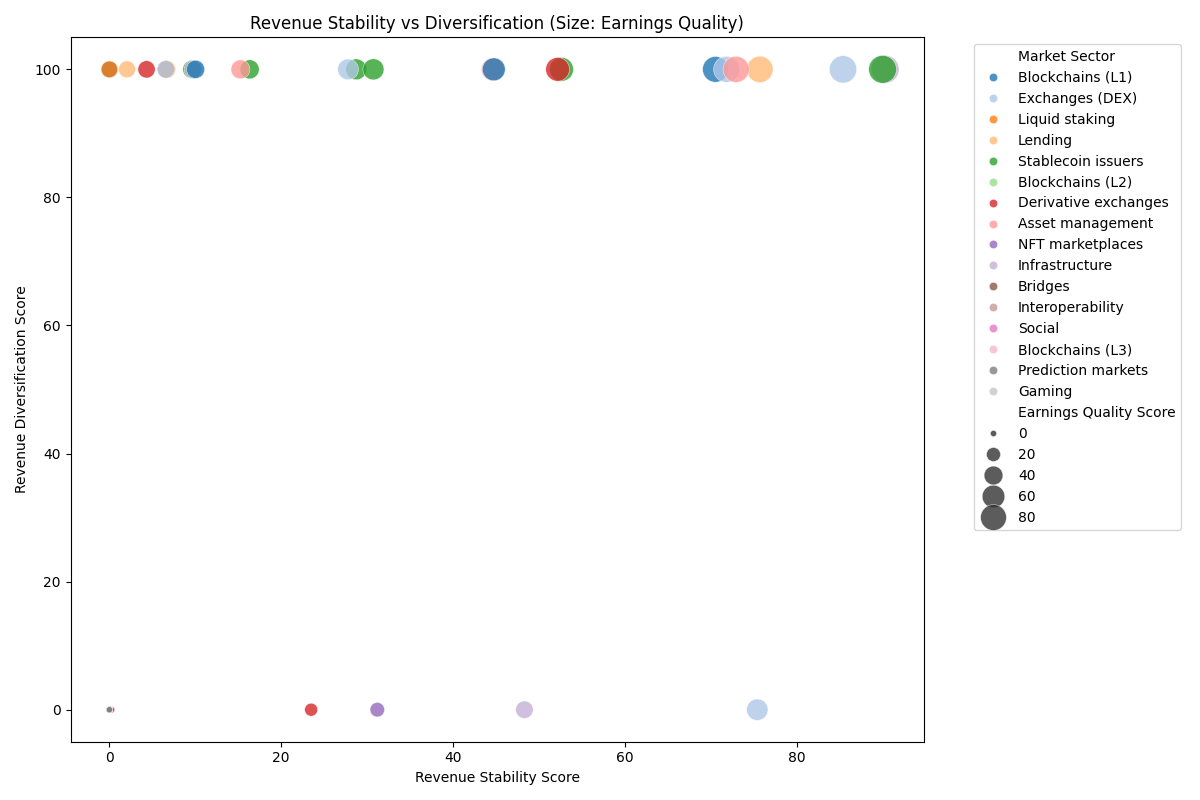 Revenue Stability vs Diversification (Size: Earnings Quality)
Revenue Diversification Score
100
80
60
40
20
0
0
20
40
60
80
Revenue Stability Score
Market Sector
Blockchains (L1)
Exchanges (DEX)
Liquid staking
Lending
Stablecoin issuers
Blockchains (L2)
Derivative exchanges
Asset management
NFT marketplaces
Infrastructure
Bridges
Interoperability
Social
Blockchains (L3)
Prediction markets
Gaming
Earnings Quality Score
0
20
40
60
80